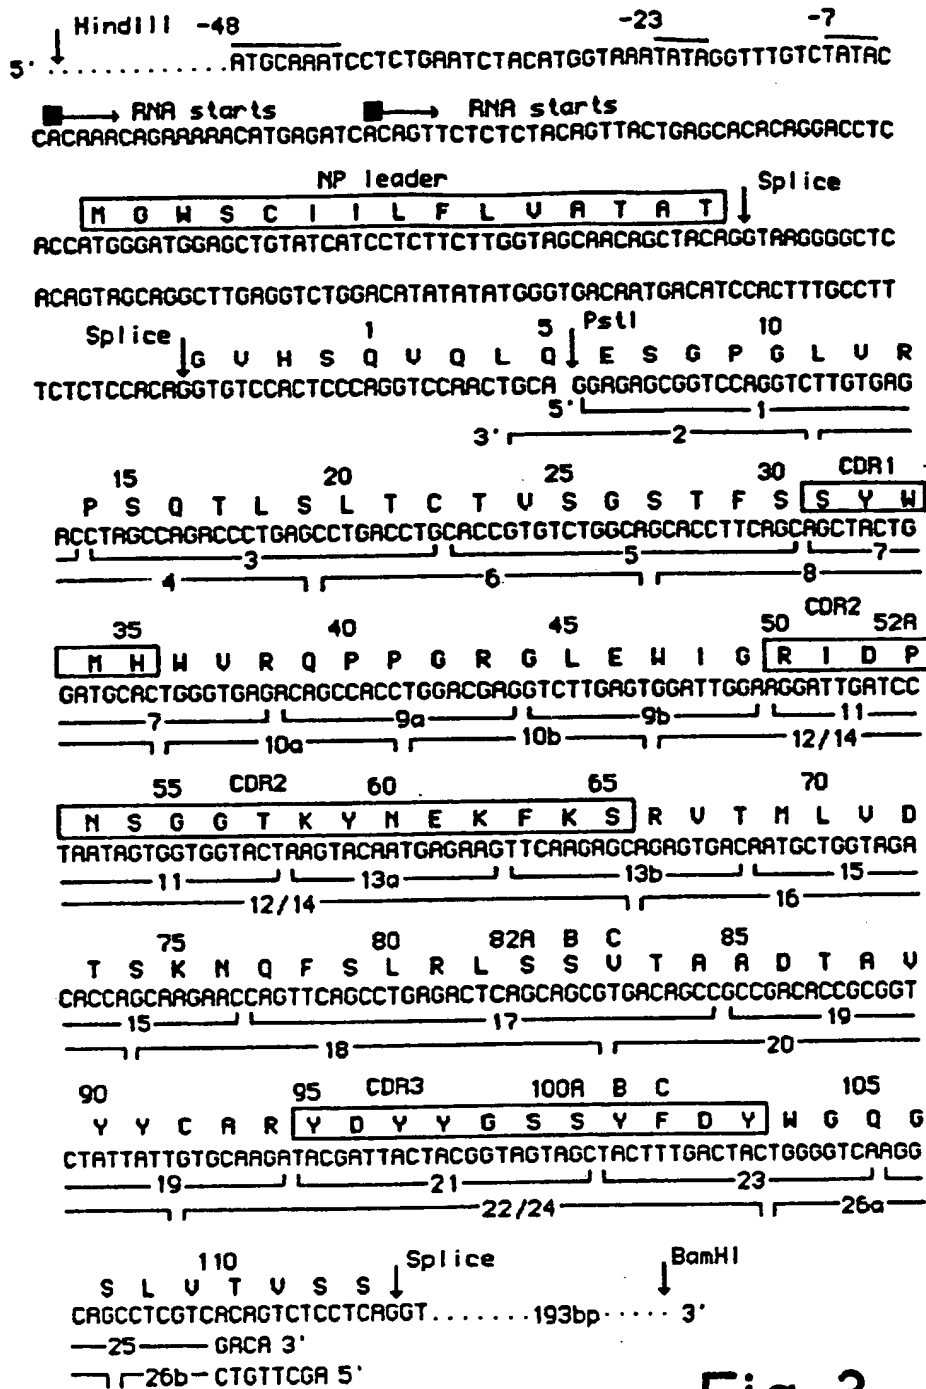 HindIII -48 -23 -7
5' .............ATGCAAATCCTCTGAATCTACATGGTAAATATAGGTTTGTCTATAC
RNA starts RNA starts
CACAAACAGAAAAACATGAGATCACAGTTCTCTCTACAGTTACTGAGCACACAGGACCTC
NP leader Splice
M G W S C I I L F L V A T A T
ACCATGGGATGGAGCTGTATCATCCTCTTCTTGGTAGCAACAGCTACAGGTAAGGGGCTC
ACAGTAGCAGGCTTGAGGTCTGGACATATATATGGGTGACAATGACATCCACTTTGCCTT
Splice 1 5 PstI 10
G V H S Q V Q L Q E S G P G L V R
TCTCTCCACAGGTGTCCACTCCCAGGTCCAACTGCA GGAGAGCGGTCCAGGTCTTGTGAG
5' 1
3' 2
15 20 25 30 CDR1
P S Q T L S L T C T V S G S T F S S Y W
ACCTAGCCAGACCCTGAGCCTGACCTGCACCGTGTCTGGCAGCACCTTCAGCAGCTACTG
3 5 7
4 6 8
35 40 45 50 CDR2 52A
M H W V R Q P P G R G L E W I G R I D P
GATGCACTGGGTGAGACAGCCACCTGGACGAGGTCTTGAGTGGATTGGAAGGATTGATCC
7 9a 9b 11
10a 10b 12/14
55 CDR2 60 65 70
N S G G T K Y N E K F K S R V T M L V D
TAATAGTGGTGGTACTAAGTACAATGAGAAGTTCAAGAGCAGAGTGACAATGCTGGTAGA
11 13a 13b 15
12/14 16
75 80 82A B C 85
T S K N Q F S L R L S S V T A A D T A V
CACCAGCAAGAACCAGTTCAGCCTGAGACTCAGCAGCGTGACAGCCGCCGACACCGCGGT
15 17 19
18 20
90 95 CDR3 100A B C 105
Y Y C A R Y D Y Y G S S Y F D Y W G Q G
CTATTATTGTGCAAGATACGATTACTACGGTAGTAGCTACTTTGACTACTGGGGTCAAGG
19 21 23
22/24 26a
110 Splice BamHI
S L V T V S S
CAGCCTCGTCACAGTCTCCTCAGGT.......193bp..... 3'
25 GACA 3'
26b CTGTTCGA 5'